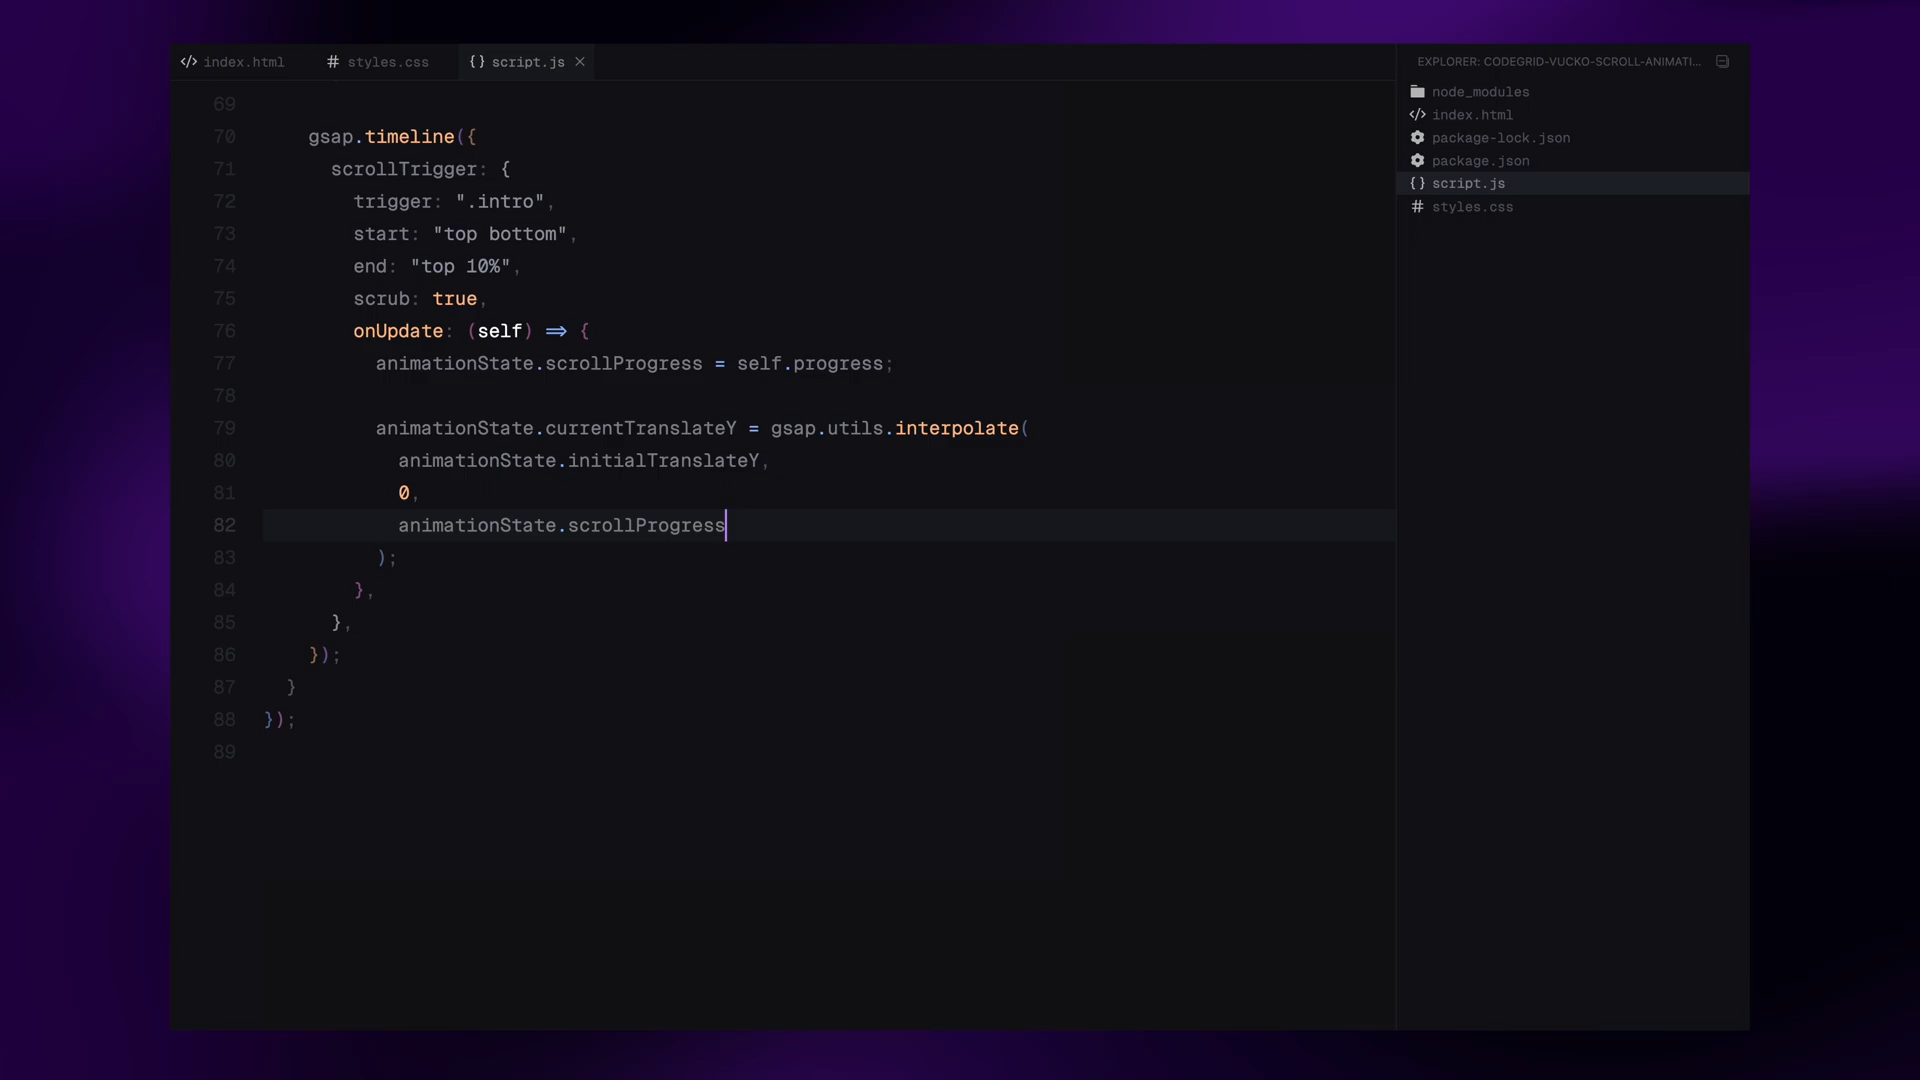 index.html
styles.css
script.js
69
70 gsap.timeline({
71 scrollTrigger: {
72 trigger: ".intro",
73 start: "top bottom",
74 end: "top 10%",
75 scrub: true,
76 onUpdate: (self) => {
77 animationState.scrollProgress = self.progress;
78
79 animationState.currentTranslateY = gsap.utils.interpolate(
80 animationState.initialTranslateY,
81 0,
82 animationState.scrollProgress
83 );
84 },
85 },
86 });
87 }
88 });
89
EXPLORER: CODEGRID-VUCKO-SCROLL-ANIMATI...
node_modules
index.html
package-lock.json
package.json
script.js
styles.css